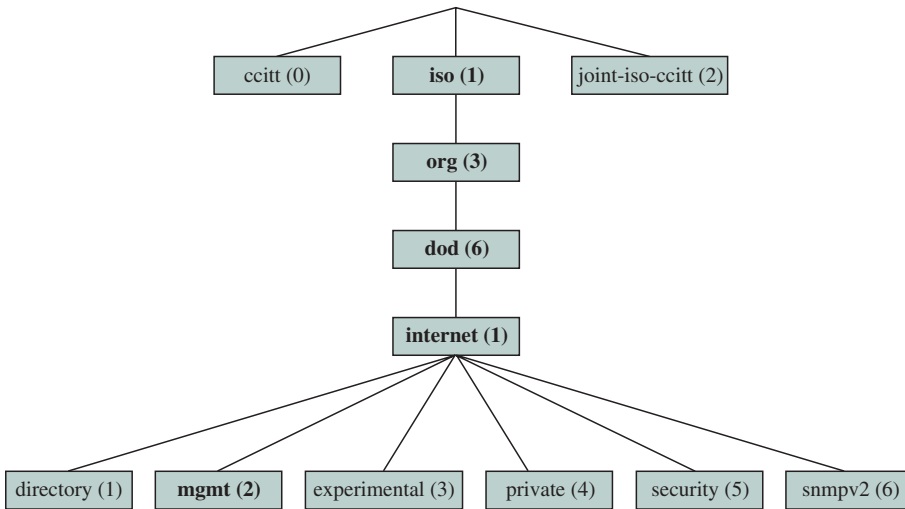 ccitt (0)
iso (1)
joint-iso-ccitt (2)
org (3)
dod (6)
internet (1)
directory (1)
mgmt (2)
experimental (3)
private (4)
security (5)
snmpv2 (6)